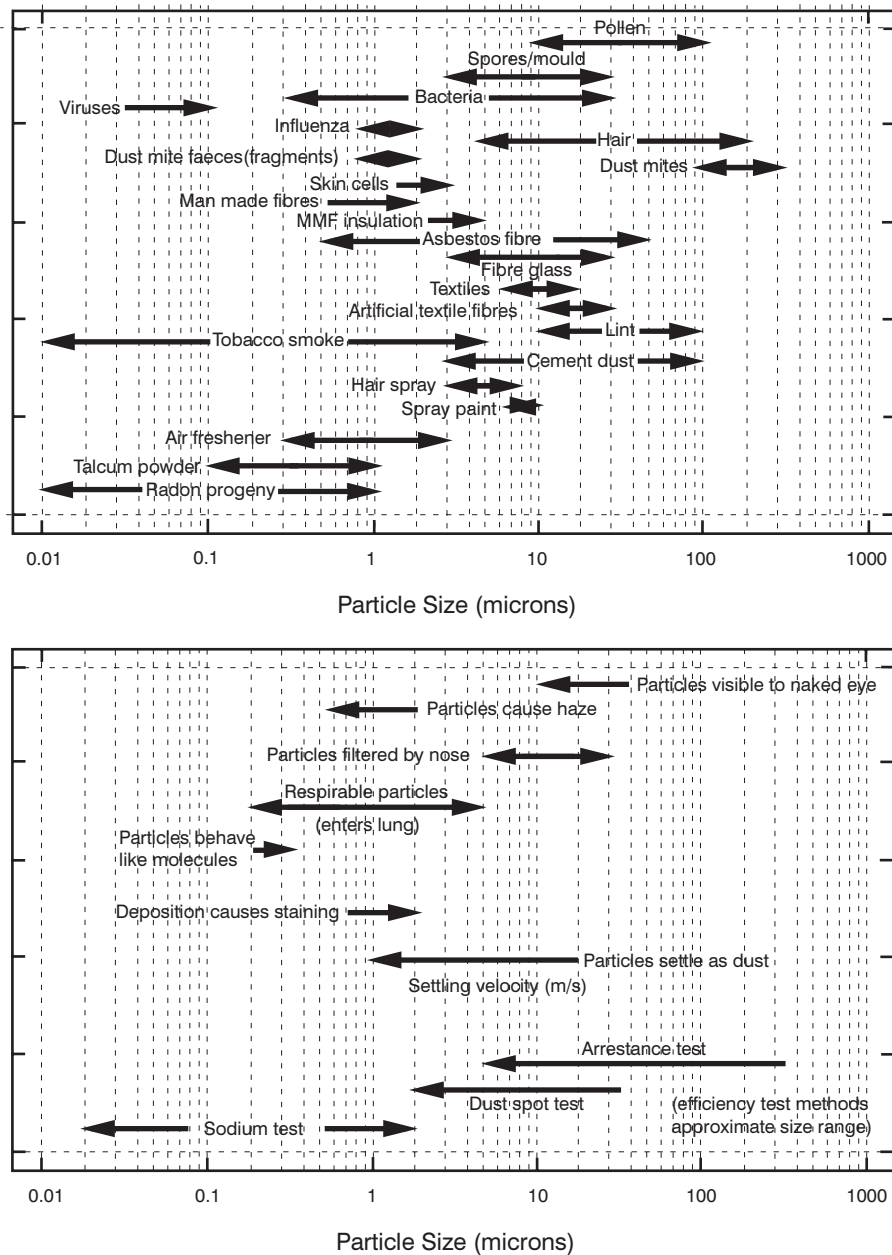 Pollen
Spores/mould
Bacteria
Viruses
Influenza
Hair
Dust mite faeces(fragments)
Dust mites
Skin cells
Man made fibres
MMF insulation
Asbestos fibre
Fibre glass
Textiles
Artificial textile fibres
Lint
Tobacco smoke
Cement dust
Hair spray
Spray paint
Air freshener
Talcum powder
Radon progeny
0.01 0.1 1 10 100 1000
Particle Size (microns)
Particles visible to naked eye
Particles cause haze
Particles filtered by nose
Respirable particles
(enters lung)
Particles behave
like molecules
Deposition causes staining
Particles settle as dust
Settling velocity (m/s)
Arrestance test
Dust spot test
(efficiency test methods
approximate size range)
Sodium test
0.01 0.1 1 10 100 1000
Particle Size (microns)